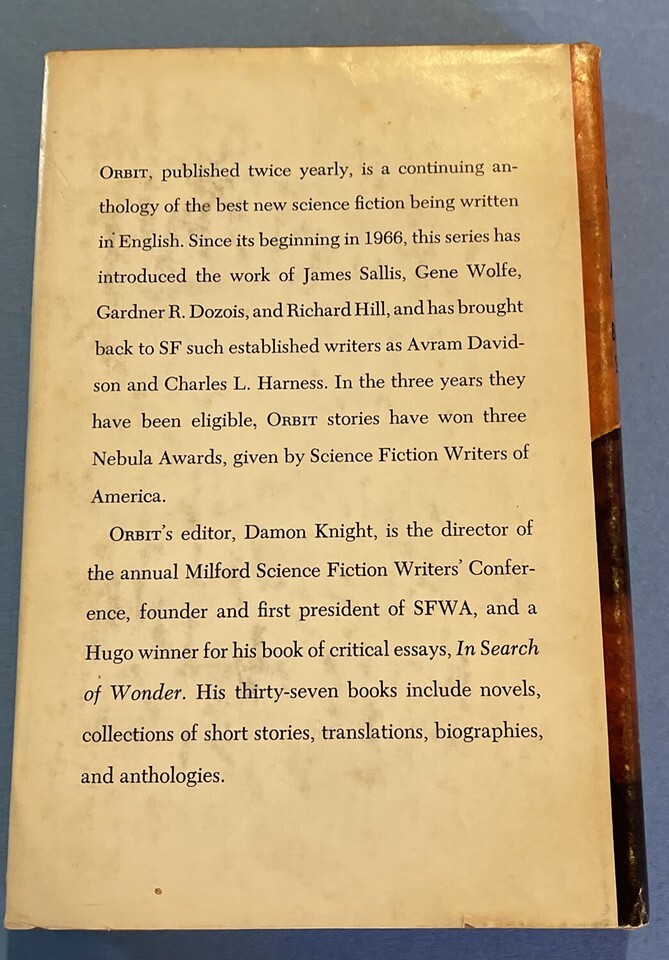 ORBIT, published twice yearly, is a continuing an-
thology of the best new science fiction being written
in English. Since its beginning in 1966, this series has
introduced the work of James Sallis, Gene Wolfe,
Gardner R. Dozois, and Richard Hill, and has brought
back to SF such established writers as Avram David-
son and Charles L. Harness. In the three years they
have been eligible, ORBIT stories have won three
Nebula Awards, given by Science Fiction Writers of
America.
ORBIT'S editor, Damon Knight, is the director of
the annual Milford Science Fiction Writers' Confer-
ence, founder and first president of SFWA, and a
Hugo winner for his book of critical essays, In Search
of Wonder. His thirty-seven books include novels,
collections of short stories, translations, biographies,
and anthologies.